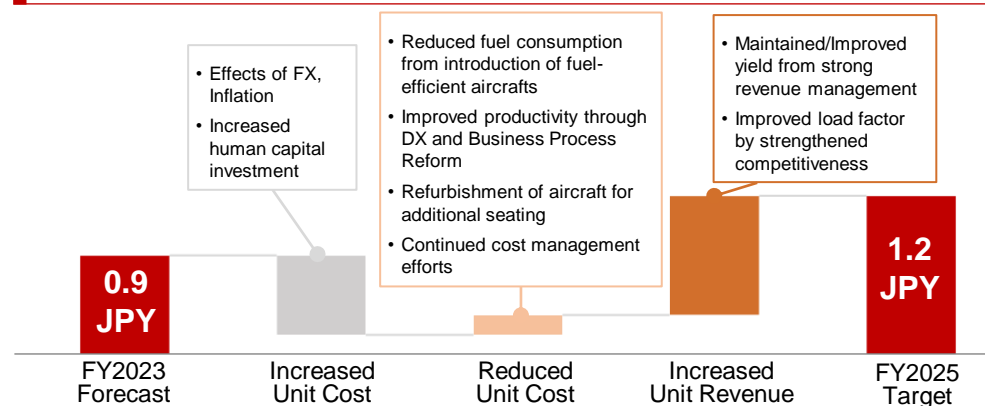 • Effects of FX,
Inflation
• Increased
human capital
investment
• Reduced fuel consumption
from introduction of fuel-
efficient aircrafts
• Improved productivity through
DX and Business Process
Reform
• Refurbishment of aircraft for
additional seating
• Continued cost management
efforts
• Maintained/Improved
yield from strong
revenue management
• Improved load factor
by strengthened
competitiveness
0.9
JPY
1.2
JPY
FY2023
Forecast
Increased
Unit Cost
Reduced
Unit Cost
Increased
Unit Revenue
FY2025
Target